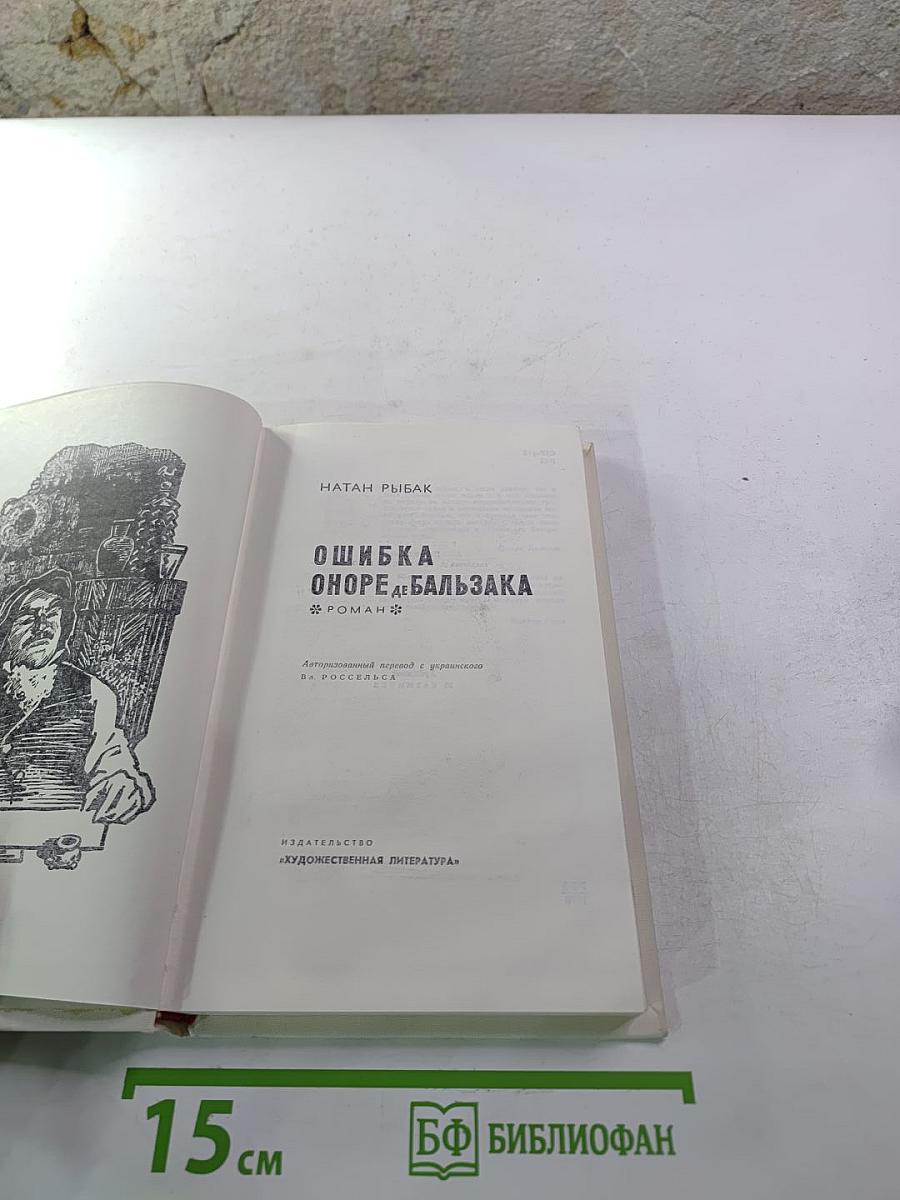 НАТАН РЫБАК
ОШИБКА
ОНОРЕ де БАЛЬЗАКА
* РОМАН *
Авторизованный перевод с украинского
Вл. РОССЕЛЬСА
ИЗДАТЕЛЬСТВО
«ХУДОЖЕСТВЕННАЯ ЛИТЕРАТУРА»
15 см
БФ БИБЛИОФАН